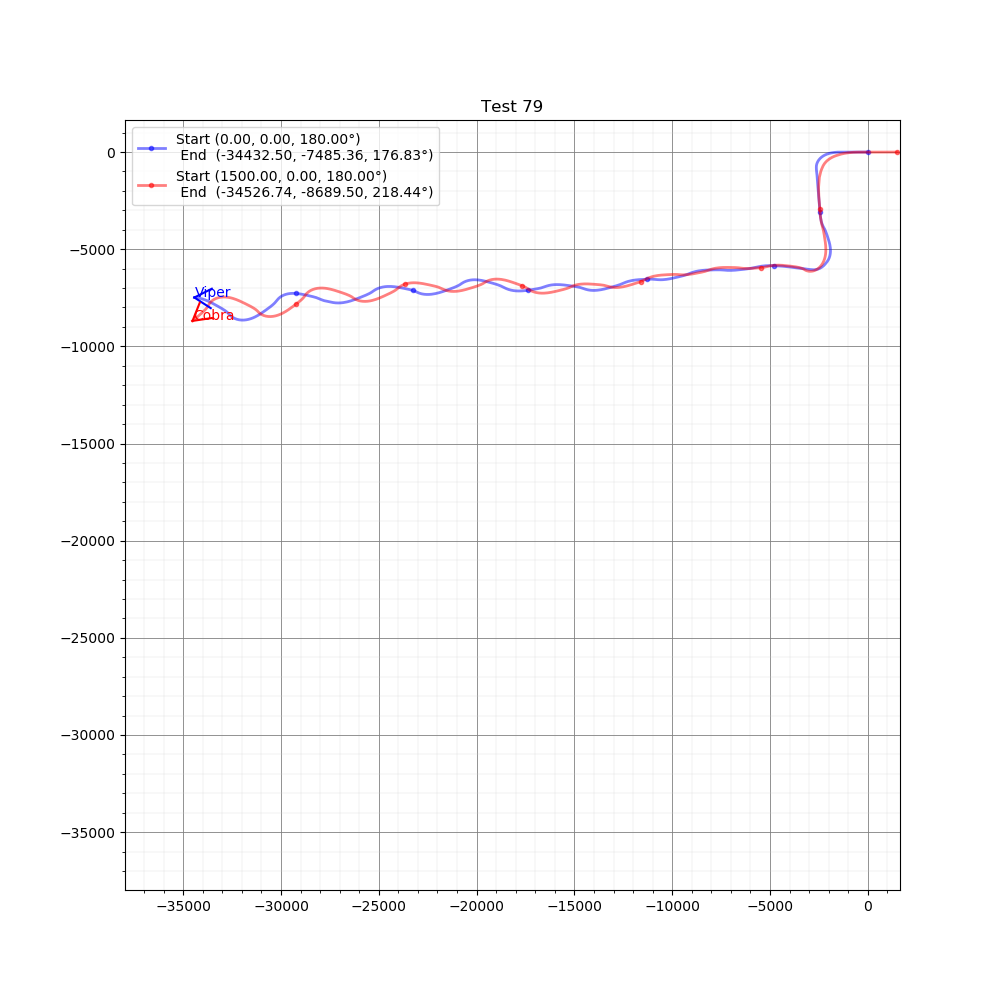 Test 79
Start (0.00, 0.00, 180.00°)
End  (-34432.50, -7485.36, 176.83°)
Start (1500.00, 0.00, 180.00°)
End  (-34526.74, -8689.50, 218.44°)
0
−5000
−10000
−15000
−20000
−25000
−30000
−35000
Viper
Cobra
−35000 −30000 −25000 −20000 −15000 −10000 −5000 0